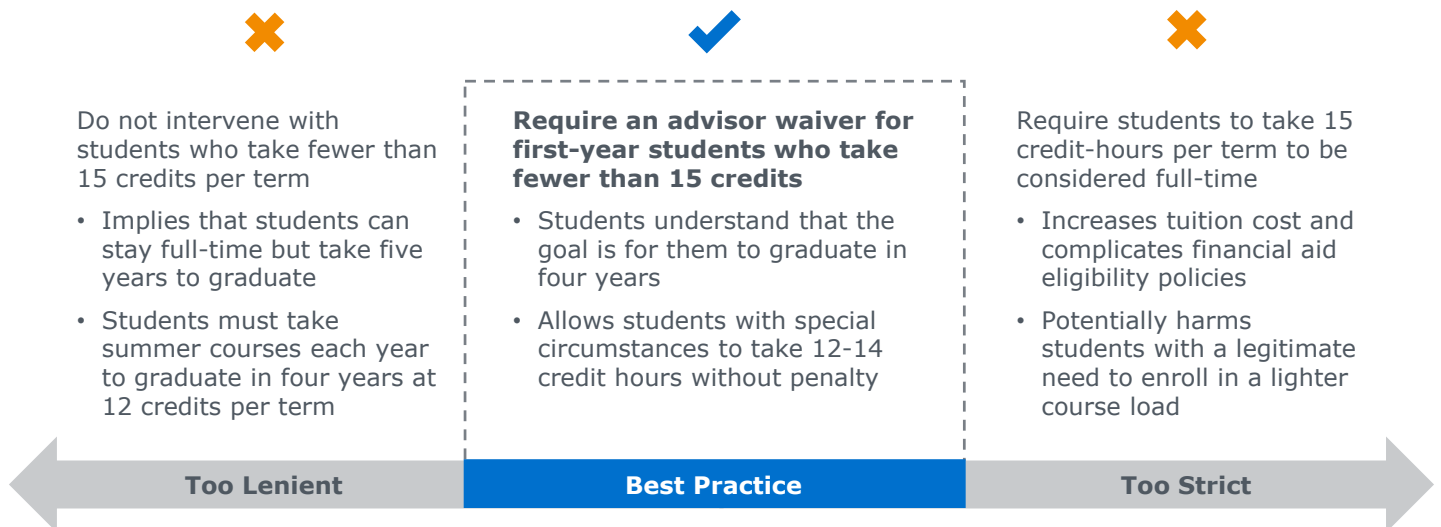 Do not intervene with
students who take fewer than
15 credits per term
• Implies that students can
stay full-time but take five
years to graduate
• Students must take
summer courses each year
to graduate in four years at
12 credits per term
Require an advisor waiver for
first-year students who take
fewer than 15 credits
• Students understand that the
goal is for them to graduate in
four years
• Allows students with special
circumstances to take 12-14
credit hours without penalty
Require students to take 15
credit-hours per term to be
considered full-time
• Increases tuition cost and
complicates financial aid
eligibility policies
• Potentially harms
students with a legitimate
need to enroll in a lighter
course load
Too Lenient
Best Practice
Too Strict